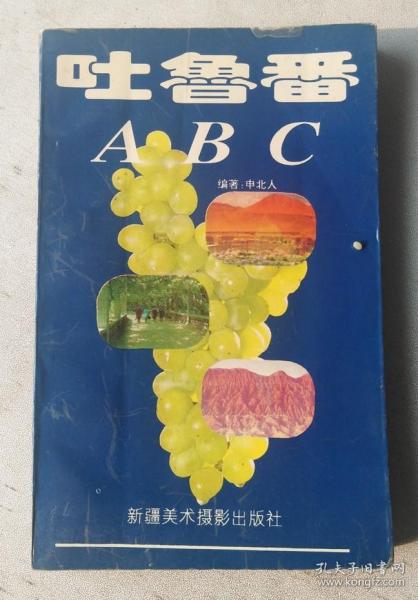 吐鲁番
A B C
编著：申北人
新疆美术摄影出版社
孔夫子旧书网
www.kongfz.com